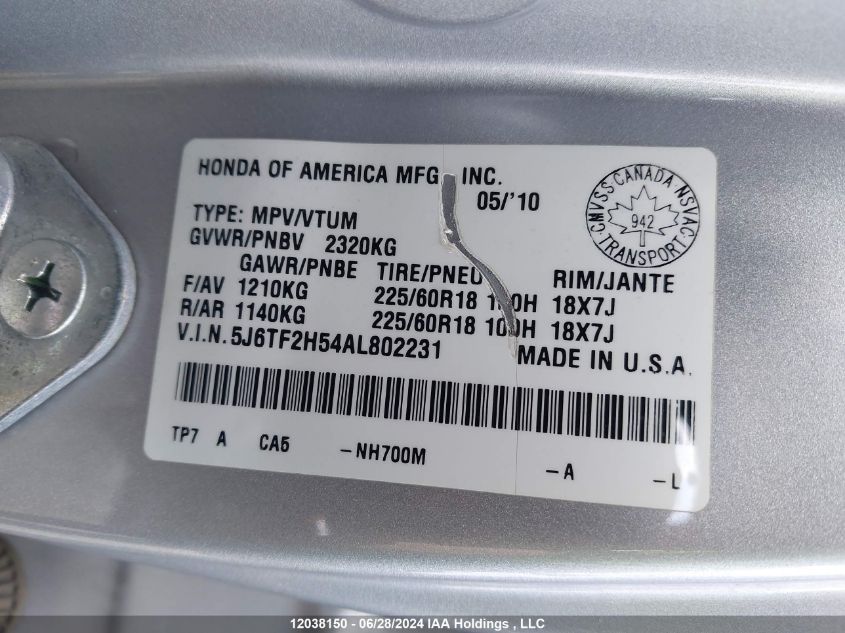 HONDA OF AMERICA MFG INC.
05/'10
CMVSS CANADA NSVAC
942
TRANSPORT
TYPE: MPV/VTUM
GVWR/PNBV 2320KG
GAWR/PNBE TIRE/PNEU RIM/JANTE
F/AV 1210KG 225/60R18 18X7J
R/AR 1140KG 225/60R18 18X7J
V.I.N. 5J6TF2H54AL802231 MADE IN U.S.A.
TP7 A CA5 -NH700M -A -L
12038150 - 06/28/2024 IAA Holdings , LLC